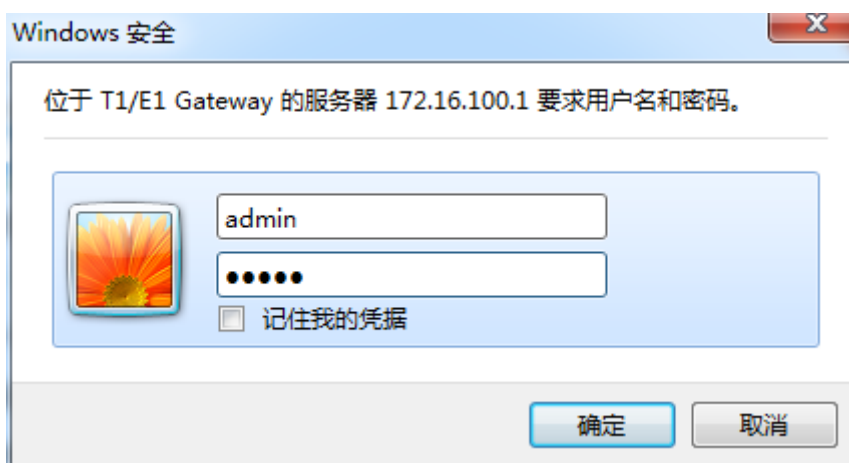 Windows 安全
位于 T1/E1 Gateway 的服务器 172.16.100.1 要求用户名和密码。
admin
●●●●●
记住我的凭据
确定
取消